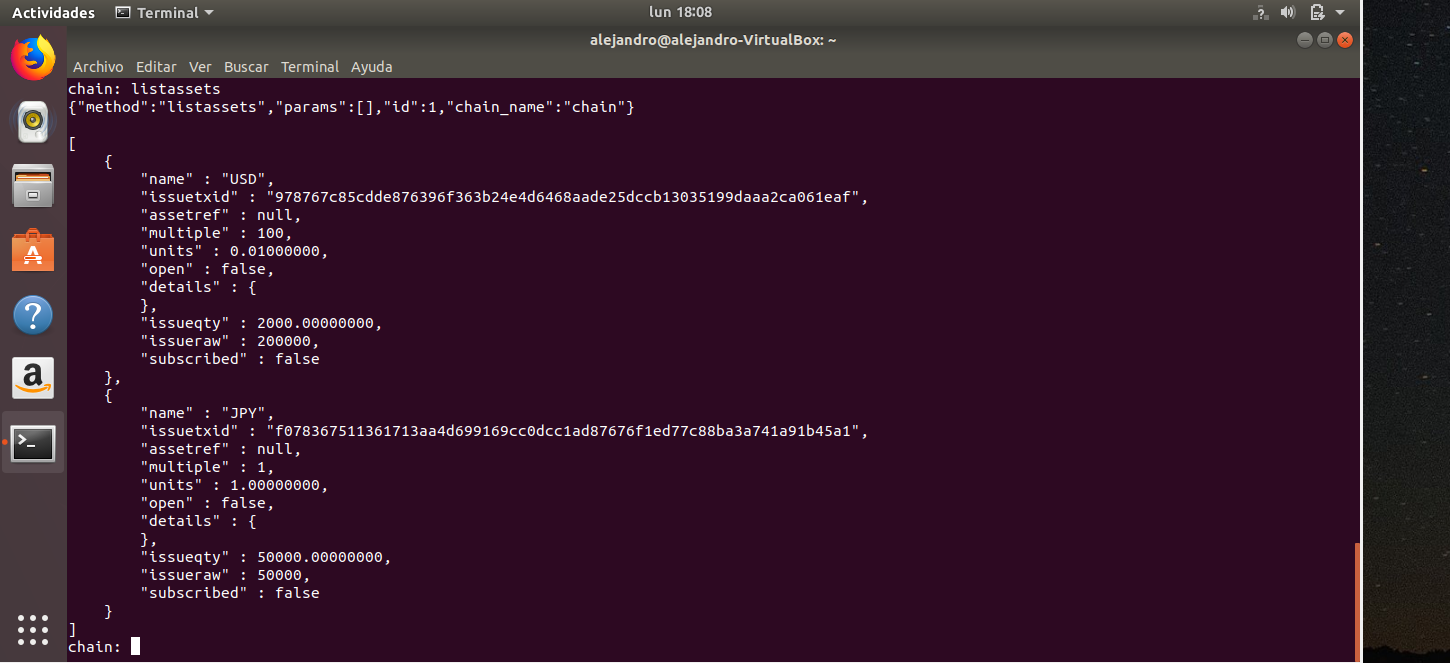 Actividades Terminal lun 18:08
alejandro@alejandro-VirtualBox: ~
Archivo Editar Ver Buscar Terminal Ayuda
chain: listassets
{"method":"listassets","params":[],"id":1,"chain_name":"chain"}
[
    {
        "name" : "USD",
        "issuetxid" : "978767c85cdde876396f363b24e4d6468aade25dccb13035199daaa2ca061eaf",
        "assetref" : null,
        "multiple" : 100,
        "units" : 0.01000000,
        "open" : false,
        "details" : {
        },
        "issueqty" : 2000.00000000,
        "issueraw" : 200000,
        "subscribed" : false
    },
    {
        "name" : "JPY",
        "issuetxid" : "f078367511361713aa4d699169cc0dcc1ad87676f1ed77c88ba3a741a91b45a1",
        "assetref" : null,
        "multiple" : 1,
        "units" : 1.00000000,
        "open" : false,
        "details" : {
        },
        "issueqty" : 50000.00000000,
        "issueraw" : 50000,
        "subscribed" : false
    }
]
chain: